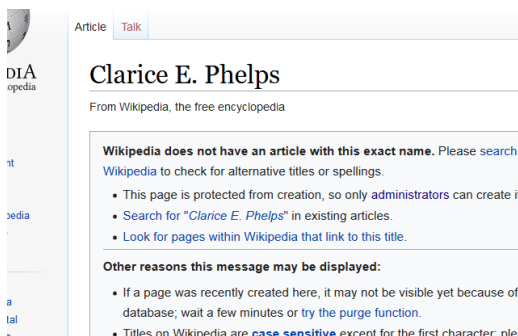 Article Talk
DIA
opedia
Clarice E. Phelps
From Wikipedia, the free encyclopedia
Wikipedia does not have an article with this exact name. Please search
nt
Wikipedia to check for alternative titles or spellings.
• This page is protected from creation, so only administrators can create i
pedia
• Search for "Clarice E. Phelps" in existing articles.
• Look for pages within Wikipedia that link to this title.
Other reasons this message may be displayed:
a
• If a page was recently created here, it may not be visible yet because of
tal
database; wait a few minutes or try the purge function.
• Titles on Wikipedia are case sensitive except for the first character; ple